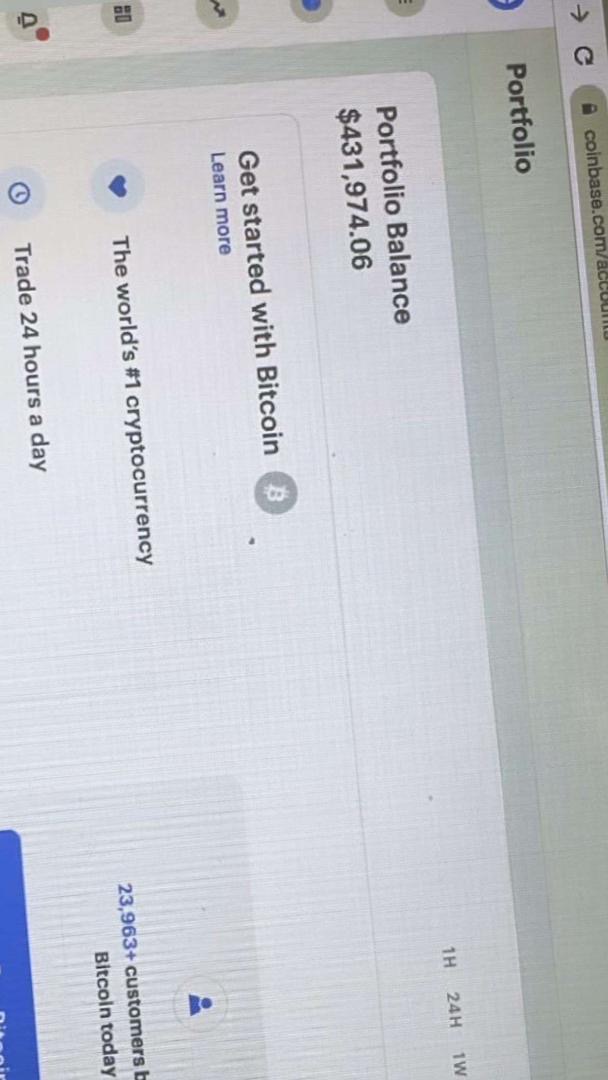 coinbase.com/accounts
Portfolio
Portfolio Balance
$431,974.06
1H 24H 1W
Get started with Bitcoin
Learn more
The world's #1 cryptocurrency
Trade 24 hours a day
23,963+ customers b
Bitcoin today